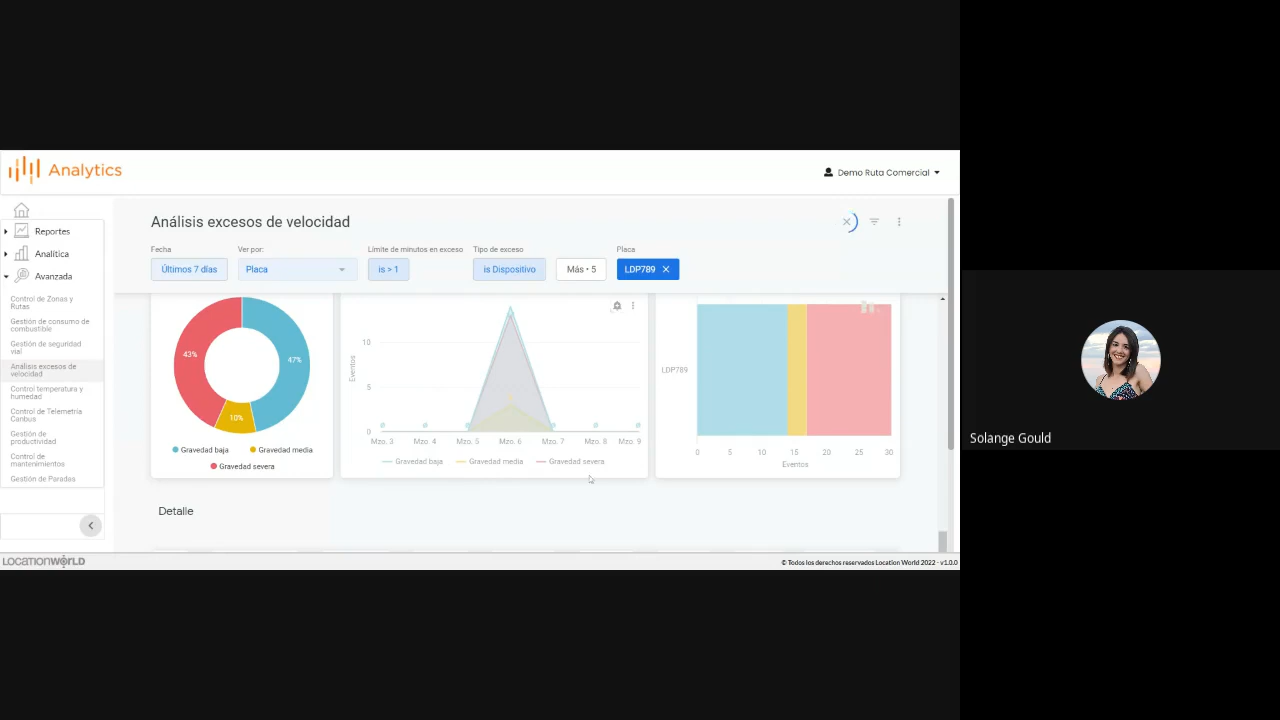 Analytics
Demo Ruta Comercial
Reportes
Analítica
Avanzada
Control de Zonas y
Rutas
Gestión de consumo de
combustible
Gestión de seguridad
vial
Análisis excesos de
velocidad
Control temperatura y
humedad
Control de Telemetría
Canbus
Gestión de
productividad
Control de
mantenimientos
Gestión de Paradas
Análisis excesos de velocidad
Fecha
Últimos 7 días
Ver por:
Placa
Límite de minutos en exceso
is > 1
Tipo de exceso
is Dispositivo
Más • 5
Placa
LDP789
43%
47%
10%
Gravedad baja
Gravedad media
Gravedad severa
Eventos
10
5
0
Mzo. 3 Mzo. 4 Mzo. 5 Mzo. 6 Mzo. 7 Mzo. 8 Mzo. 9
Gravedad baja Gravedad media Gravedad severa
LDP789
0 5 10 15 20 25 30
Eventos
Detalle
LOCATIONWORLD
© Todos los derechos reservados Location World 2022 - v1.0.0
Solange Gould